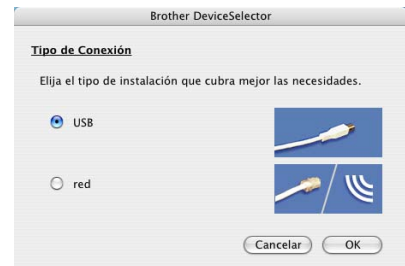 Brother DeviceSelector
Tipo de Conexión
Elija el tipo de instalación que cubra mejor las necesidades.
USB
red
Cancelar
OK